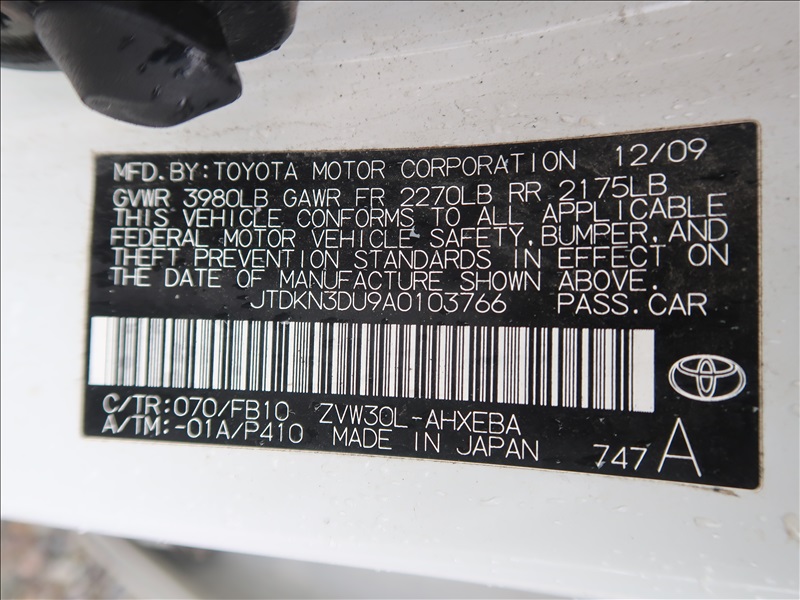 MFD. BY: TOYOTA MOTOR CORPORATION 12/09
GVWR 3980LB GAWR FR 2270LB RR 2175LB
THIS VEHICLE CONFORMS TO ALL APPLICABLE
FEDERAL MOTOR VEHICLE SAFETY, BUMPER, AND
THEFT PREVENTION STANDARDS IN EFFECT ON
THE DATE OF MANUFACTURE SHOWN ABOVE.
JTDKN3DU9A0103766 PASS. CAR
C/TR: 070/FB10 ZVW30L-AHXEBA
A/TM: -01A/P410 MADE IN JAPAN 747 A